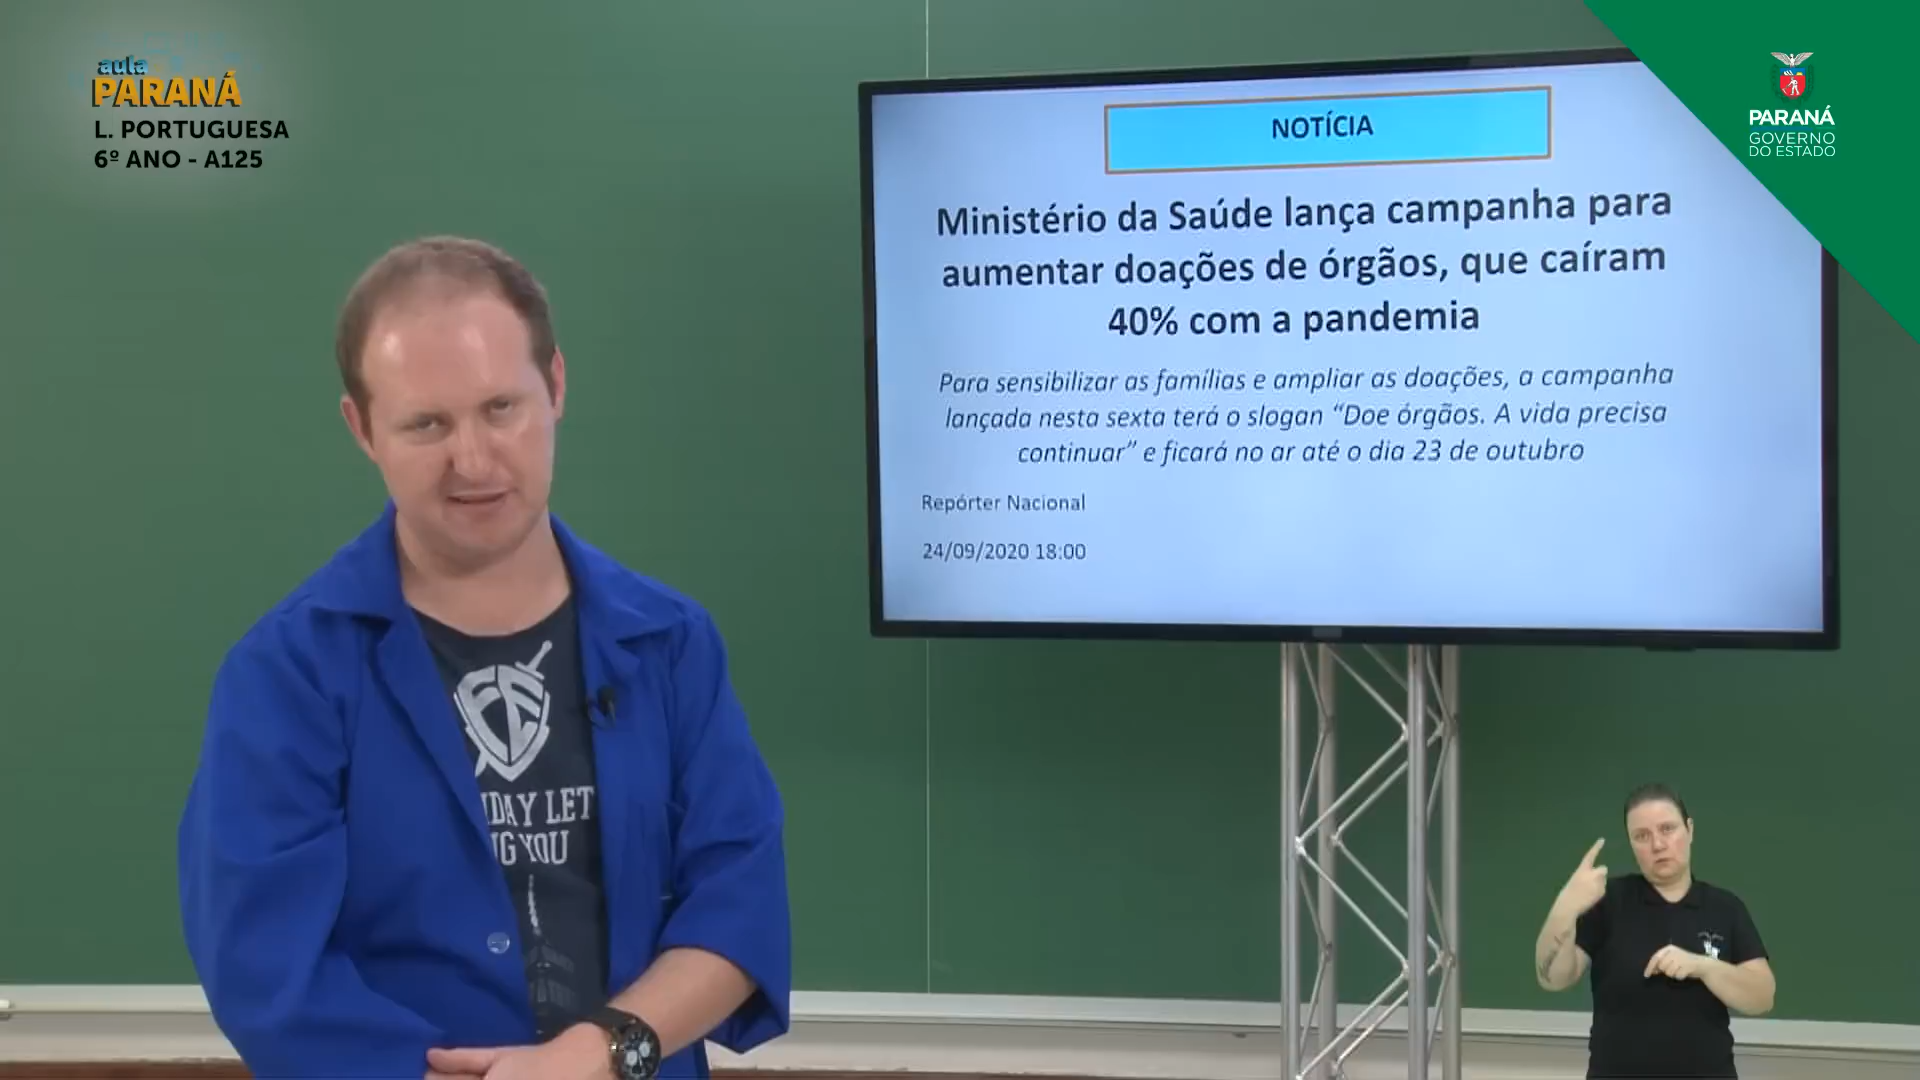 aula
PARANÁ
L. PORTUGUESA
6º ANO - A125
NOTÍCIA
Ministério da Saúde lança campanha para
aumentar doações de órgãos, que caíram
40% com a pandemia
Para sensibilizar as famílias e ampliar as doações, a campanha
lançada nesta sexta terá o slogan “Doe órgãos. A vida precisa
continuar” e ficará no ar até o dia 23 de outubro
Repórter Nacional
24/09/2020 18:00
PARANÁ
GOVERNO
DO ESTADO
FE
LET
YOU